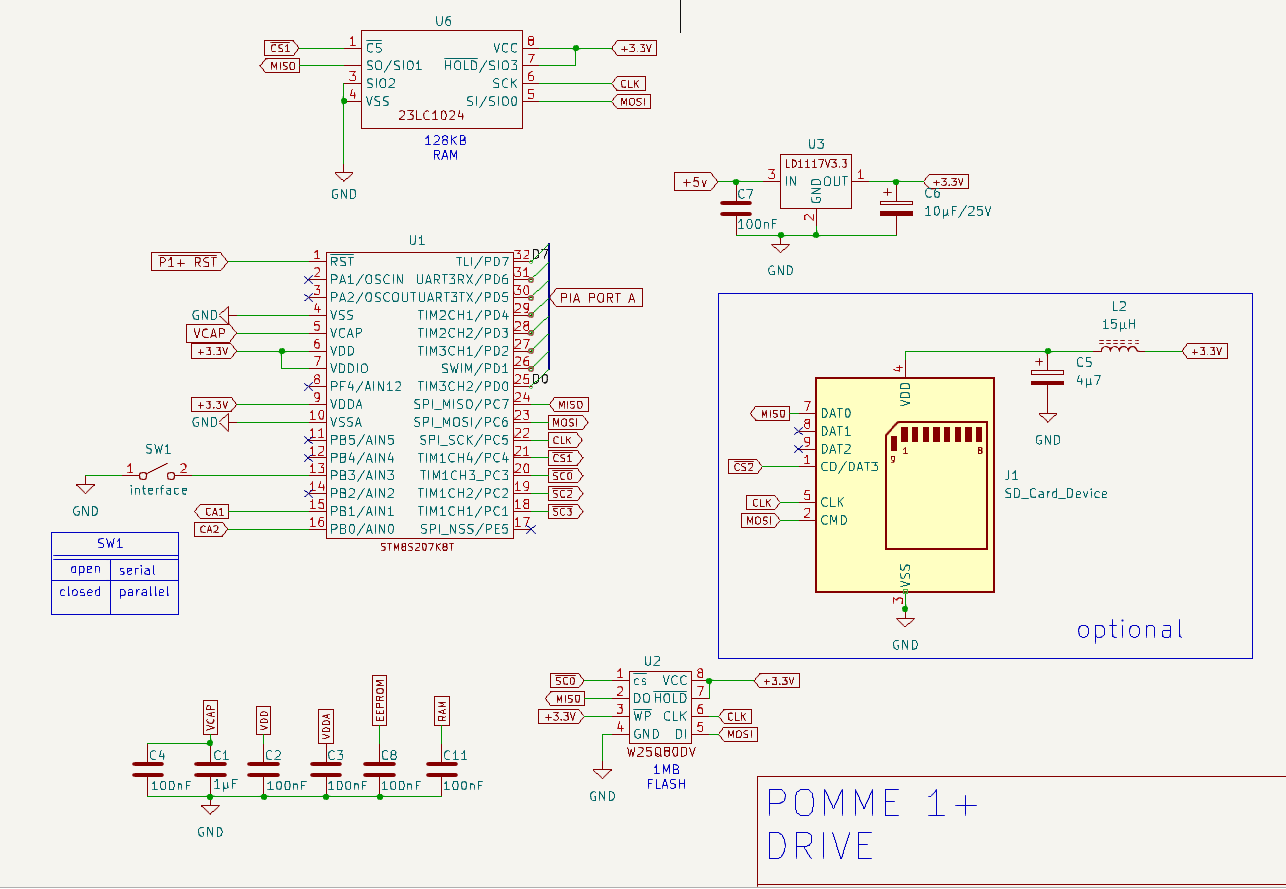 U6
CS1 1 CS VCC 8 +3.3V
MISO SO/SIO1 HOLD/SIO3 7
3 SIO2 SCK 6 CLK
4 VSS SI/SIO0 5 MOSI
23LC1024
128KB
RAM
GND
U3
LD1117V3.3
+5v 3 IN GND OUT 1 +3.3V
2
C7
100nF
+
C6
10µF/25V
GND
U1
P1+ RST 1 RST TLI/PD7 32 D7
2 PA1/OSCIN UART3RX/PD6 31
3 PA2/OSCOUT UART3TX/PD5 30 PIA PORT A
GND 4 VSS TIM2CH1/PD4 29
VCAP 5 VCAP TIM2CH2/PD3 28
+3.3V 6 VDD TIM3CH1/PD2 27
7 VDDIO SWIM/PD1 26
8 PF4/AIN12 TIM3CH2/PD0 25 D0
+3.3V 9 VDDA SPI_MISO/PC7 24 MISO
GND 10 VSSA SPI_MOSI/PC6 23 MOSI
11 PB5/AIN5 SPI_SCK/PC5 22 CLK
12 PB4/AIN4 TIM1CH4/PC4 21 CS1
13 PB3/AIN3 TIM1CH3_PC3 20 SC0
14 PB2/AIN2 TIM1CH2/PC2 19 SC2
CA1 15 PB1/AIN1 TIM1CH1/PC1 18 SC3
CA2 16 PB0/AIN0 SPI_NSS/PE5 17
STM8S207K8T
SW1
1 2
interface
GND
SW1
open serial
closed parallel
L2
15µH
+3.3V
+
C5
4µ7
GND
4
VDD
MISO 7 DAT0
8 DAT1
9 DAT2
CS2 1 CD/DAT3
CLK 5 CLK
MOSI 2 CMD
9 1 8
J1
SD_Card_Device
VSS
3
GND
optional
U2
SC0 1 cs VCC 8 +3.3V
MISO 2 DO HOLD 7
+3.3V 3 WP CLK 6 CLK
4 GND DI 5 MOSI
W25Q80DV
1MB
FLASH
GND
VCAP VDD VDDA EEPROM RAM
C4 C1 C2 C3 C8 C11
100nF 1µF 100nF 100nF 100nF 100nF
GND
POMME 1+
DRIVE